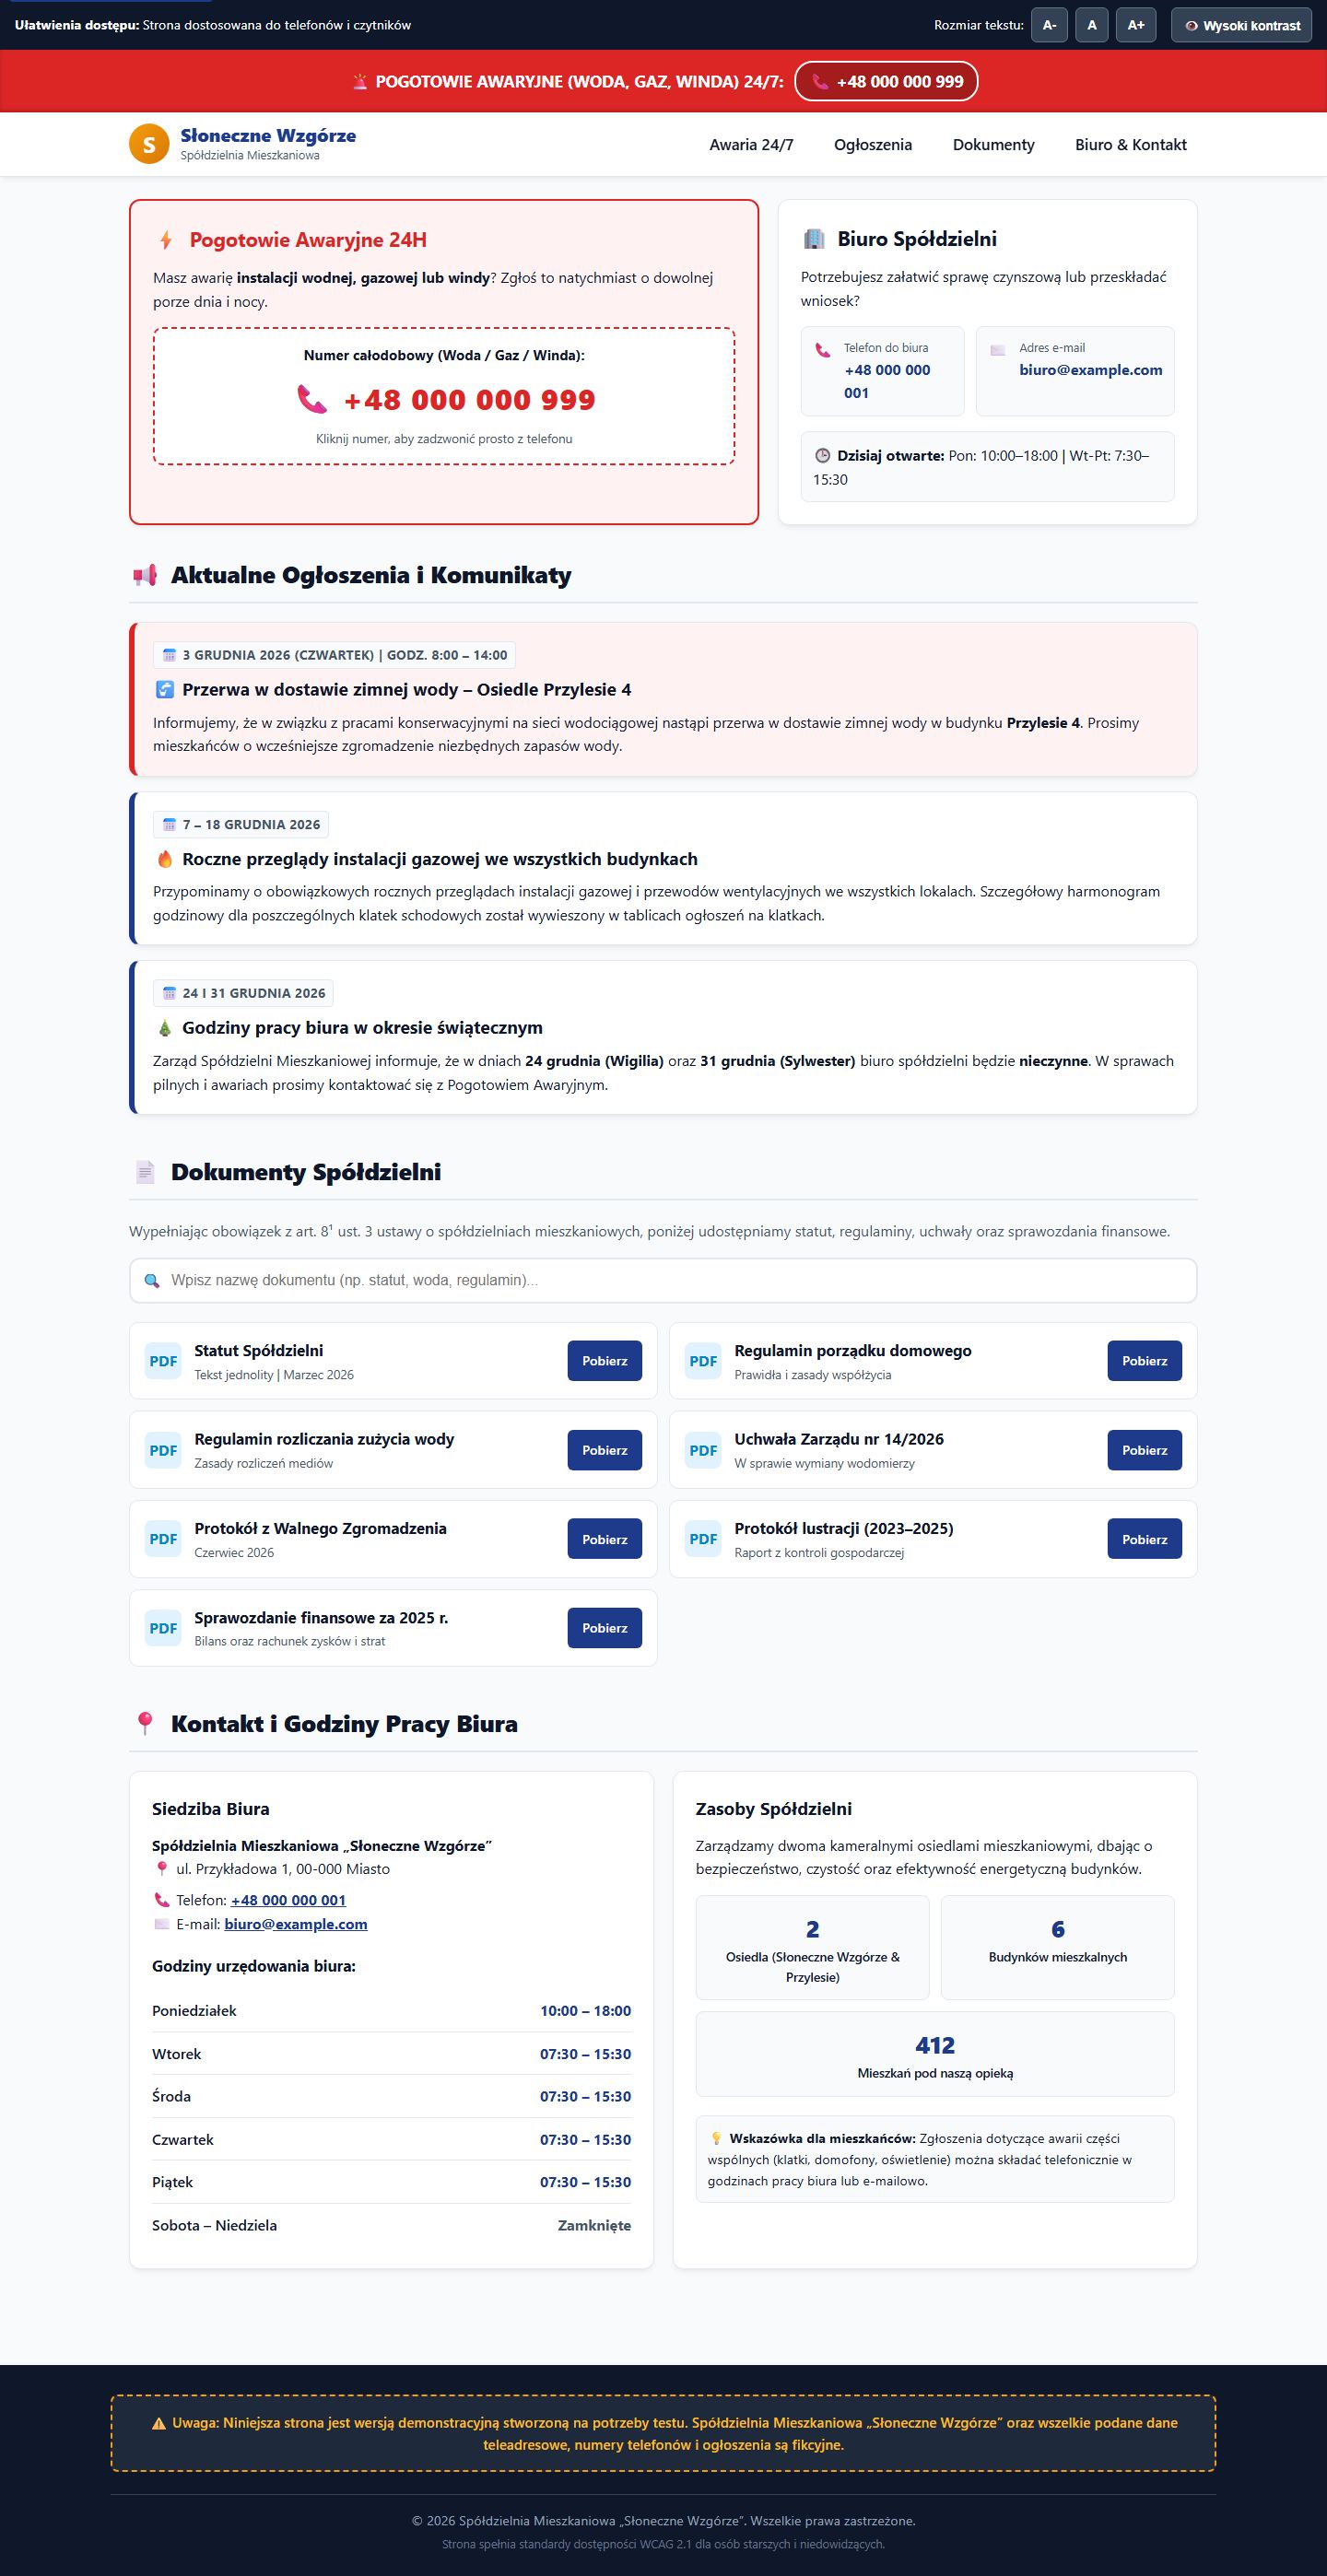 Ułatwienia dostępu: Strona dostosowana do telefonów i czytników
Rozmiar tekstu: A- A A+ Wysoki kontrast
POGOTOWIE AWARYJNE (WODA, GAZ, WINDA) 24/7: +48 000 000 999
S
Słoneczne Wzgórze
Spółdzielnia Mieszkaniowa
Awaria 24/7 Ogłoszenia Dokumenty Biuro & Kontakt
Pogotowie Awaryjne 24H
Masz awarię instalacji wodnej, gazowej lub windy? Zgłoś to natychmiast o dowolnej
porze dnia i nocy.
Numer całodobowy (Woda / Gaz / Winda):
+48 000 000 999
Kliknij numer, aby zadzwonić prosto z telefonu
Biuro Spółdzielni
Potrzebujesz załatwić sprawę czynszową lub przeskładać
wniosek?
Telefon do biura
+48 000 000
001
Adres e-mail
biuro@example.com
Dzisiaj otwarte: Pon: 10:00–18:00 | Wt-Pt: 7:30–
15:30
Aktualne Ogłoszenia i Komunikaty
3 GRUDNIA 2026 (CZWARTEK) | GODZ. 8:00 – 14:00
Przerwa w dostawie zimnej wody – Osiedle Przylesie 4
Informujemy, że w związku z pracami konserwacyjnymi na sieci wodociągowej nastąpi przerwa w dostawie zimnej wody w budynku Przylesie 4. Prosimy
mieszkańców o wcześniejsze zgromadzenie niezbędnych zapasów wody.
7 – 18 GRUDNIA 2026
Roczne przeglądy instalacji gazowej we wszystkich budynkach
Przypominamy o obowiązkowych rocznych przeglądach instalacji gazowej i przewodów wentylacyjnych we wszystkich lokalach. Szczegółowy harmonogram
godzinowy dla poszczególnych klatek schodowych został wywieszony w tablicach ogłoszeń na klatkach.
24 I 31 GRUDNIA 2026
Godziny pracy biura w okresie świątecznym
Zarząd Spółdzielni Mieszkaniowej informuje, że w dniach 24 grudnia (Wigilia) oraz 31 grudnia (Sylwester) biuro spółdzielni będzie nieczynne. W sprawach
pilnych i awariach prosimy kontaktować się z Pogotowiem Awaryjnym.
Dokumenty Spółdzielni
Wypełniając obowiązek z art. 8¹ ust. 3 ustawy o spółdzielniach mieszkaniowych, poniżej udostępniamy statut, regulaminy, uchwały oraz sprawozdania finansowe.
Wpisz nazwę dokumentu (np. statut, woda, regulamin)...
PDF
Statut Spółdzielni
Tekst jednolity | Marzec 2026
Pobierz
PDF
Regulamin porządku domowego
Prawidła i zasady współżycia
Pobierz
PDF
Regulamin rozliczania zużycia wody
Zasady rozliczeń mediów
Pobierz
PDF
Uchwała Zarządu nr 14/2026
W sprawie wymiany wodomierzy
Pobierz
PDF
Protokół z Walnego Zgromadzenia
Czerwiec 2026
Pobierz
PDF
Protokół lustracji (2023–2025)
Raport z kontroli gospodarczej
Pobierz
PDF
Sprawozdanie finansowe za 2025 r.
Bilans oraz rachunek zysków i strat
Pobierz
Kontakt i Godziny Pracy Biura
Siedziba Biura
Spółdzielnia Mieszkaniowa „Słoneczne Wzgórze”
ul. Przykładowa 1, 00-000 Miasto
Telefon: +48 000 000 001
E-mail: biuro@example.com
Godziny urzędowania biura:
Poniedziałek 10:00 – 18:00
Wtorek 07:30 – 15:30
Środa 07:30 – 15:30
Czwartek 07:30 – 15:30
Piątek 07:30 – 15:30
Sobota – Niedziela Zamknięte
Zasoby Spółdzielni
Zarządzamy dwoma kameralnymi osiedlami mieszkaniowymi, dbając o
bezpieczeństwo, czystość oraz efektywność energetyczną budynków.
2
Osiedla (Słoneczne Wzgórze &
Przylesie)
6
Budynków mieszkalnych
412
Mieszkań pod naszą opieką
Wskazówka dla mieszkańców: Zgłoszenia dotyczące awarii części
wspólnych (klatki, domofony, oświetlenie) można składać telefonicznie w
godzinach pracy biura lub e-mailowo.
Uwaga: Niniejsza strona jest wersją demonstracyjną stworzoną na potrzeby testu. Spółdzielnia Mieszkaniowa „Słoneczne Wzgórze” oraz wszelkie podane dane
teleadresowe, numery telefonów i ogłoszenia są fikcyjne.
© 2026 Spółdzielnia Mieszkaniowa „Słoneczne Wzgórze”. Wszelkie prawa zastrzeżone.
Strona spełnia standardy dostępności WCAG 2.1 dla osób starszych i niedowidzących.